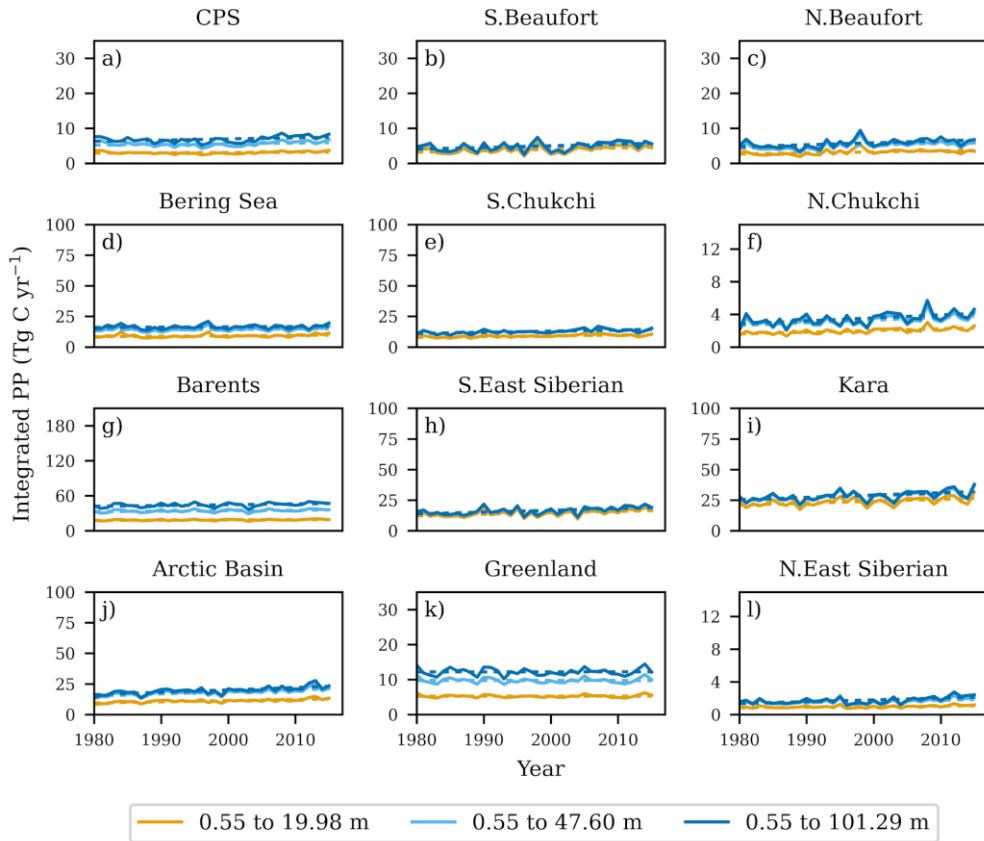 CPS S.Beaufort N.Beaufort
a) b) c)
30 30 30
20 20 20
10 10 10
0 0 0
Bering Sea S.Chukchi N.Chukchi
d) e) f)
100 100
75 75 12
50 50 8
25 25 4
0 0 0
Barents S.East Siberian Kara
g) h) i)
180 100 100
120 75 75
60 50 50
0 25 25
0 0
Arctic Basin Greenland N.East Siberian
j) k) l)
100 30 12
75 20 8
50 10 4
25 0 0
0
1980 1990 2000 2010 1980 1990 2000 2010 1980 1990 2000 2010
Integrated PP (Tg C yr⁻¹)
Year
0.55 to 19.98 m 0.55 to 47.60 m 0.55 to 101.29 m